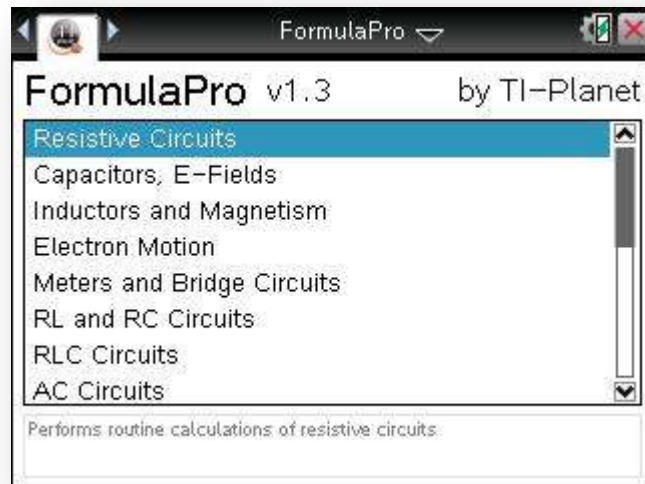 FormulaPro
FormulaPro v1.3 by TI-Planet
Resistive Circuits
Capacitors, E-Fields
Inductors and Magnetism
Electron Motion
Meters and Bridge Circuits
RL and RC Circuits
RLC Circuits
AC Circuits
Performs routine calculations of resistive circuits